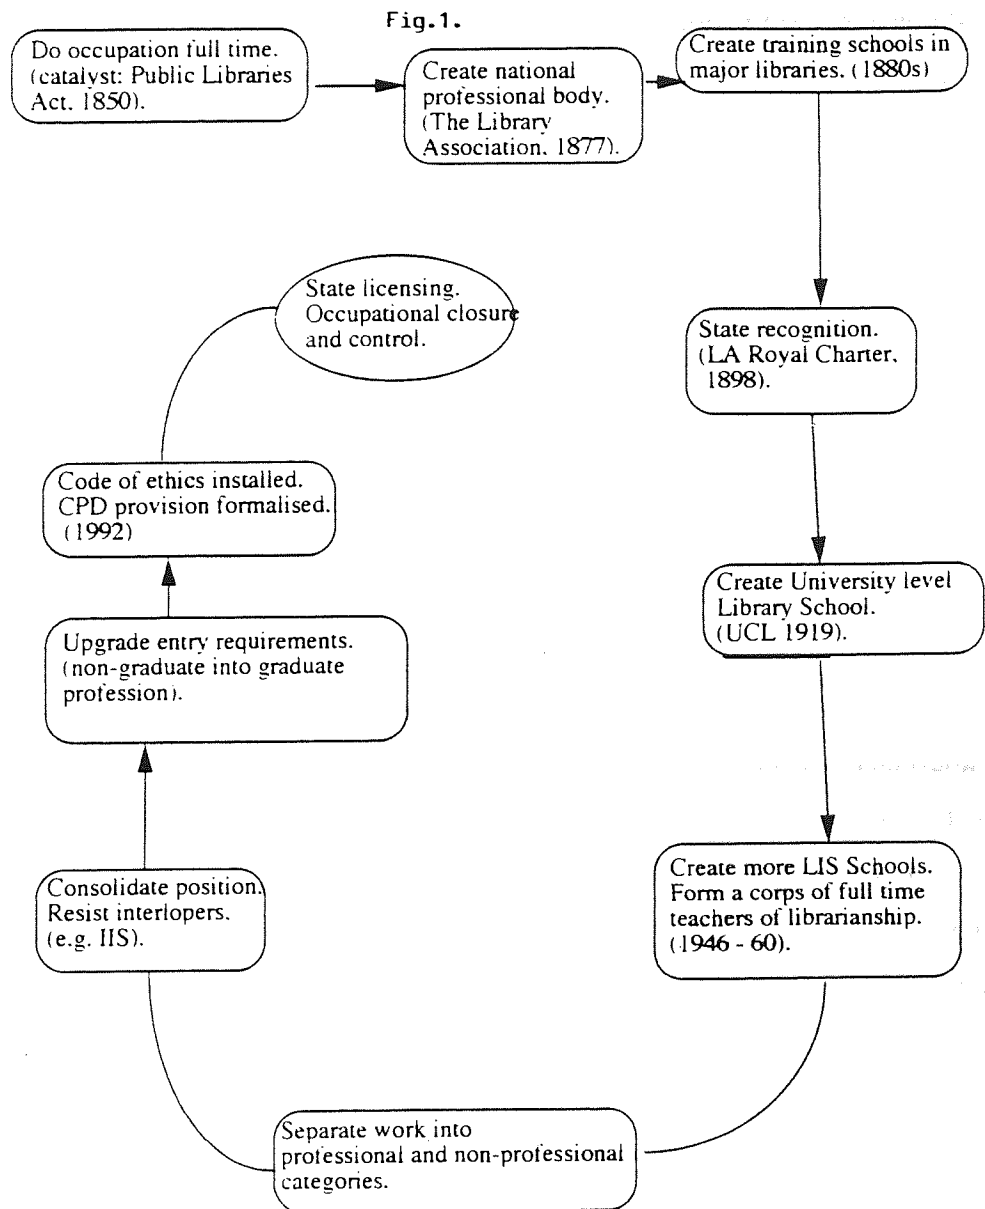 Fig.1.
Do occupation full time.
(catalyst: Public Libraries
Act, 1850).
Create national
professional body.
(The Library
Association, 1877).
Create training schools in
major libraries. (1880s)
State recognition.
(LA Royal Charter,
1898).
Create University level
Library School.
(UCL 1919).
Create more LIS Schools.
Form a corps of full time
teachers of librarianship.
(1946 - 60).
Separate work into
professional and non-professional
categories.
Consolidate position.
Resist interlopers.
(e.g. IIS).
Upgrade entry requirements.
(non-graduate into graduate
profession).
Code of ethics installed.
CPD provision formalised.
(1992)
State licensing.
Occupational closure
and control.